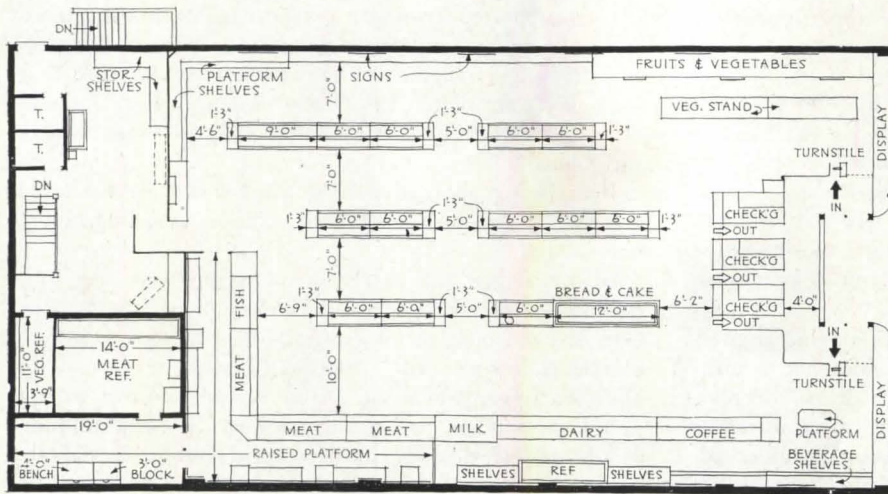 DN
STOR.
SHELVES
PLATFORM
SHELVES
SIGNS
FRUITS & VEGETABLES
VEG. STAND
DISPLAY
7'-0"
1'-3"
4'-6"
9'-0"
6'-0"
6'-0"
1'-3"
5'-0"
6'-0"
6'-0"
1'-3"
T.
T.
DN
TURNSTILE
IN
7'-0"
1'-3"
6'-0"
6'-0"
1'-3"
5'-0"
6'-0"
6'-0"
6'-0"
1'-3"
CHECK'G
OUT
CHECK'G
OUT
CHECK'G
OUT
7'-0"
FISH
6'-9"
1'-3"
6'-0"
6'-0"
1'-3"
5'-0"
6'-0"
BREAD & CAKE
12'-0"
6'-2"
4'-0"
IN
TURNSTILE
11'-0"
VEG. REF.
3'-9"
14'-0"
MEAT
REF.
MEAT
10'-0"
DISPLAY
19'-0"
MEAT
MEAT
MILK
DAIRY
COFFEE
PLATFORM
RAISED PLATFORM
BEVERAGE
SHELVES
4'-0"
BENCH
3'-0"
BLOCK
SHELVES
REF
SHELVES